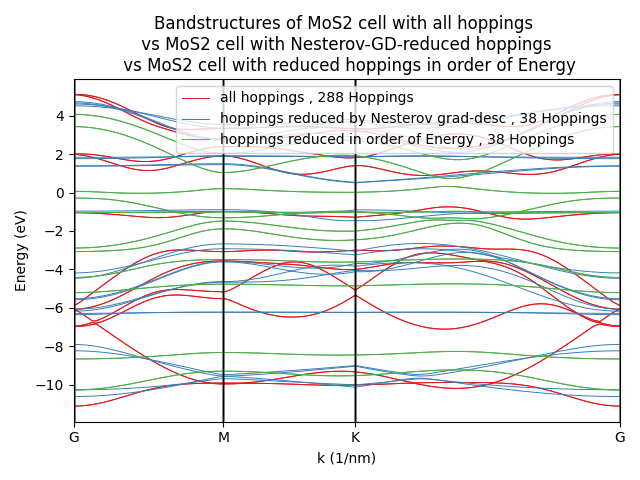 Bandstructures of MoS2 cell with all hoppings
vs MoS2 cell with Nesterov-GD-reduced hoppings
vs MoS2 cell with reduced hoppings in order of Energy
all hoppings , 288 Hoppings
hoppings reduced by Nesterov grad-desc , 38 Hoppings
hoppings reduced in order of Energy , 38 Hoppings
Energy (eV)
4
2
0
−2
−4
−6
−8
−10
G M K G
k (1/nm)